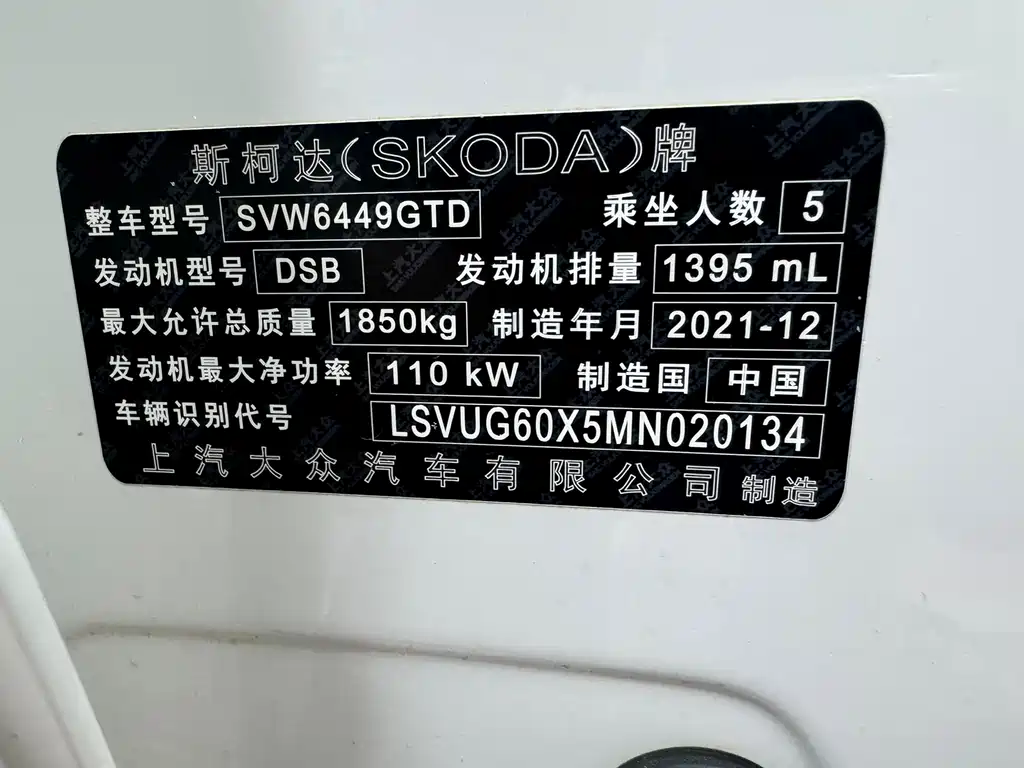 斯柯达(SKODA)牌
整车型号 SVW6449GTD 乘坐人数 5
发动机型号 DSB 发动机排量 1395 mL
最大允许总质量 1850kg 制造年月 2021-12
发动机最大净功率 110 kW 制造国 中国
车辆识别代号 LSVUG60X5MN020134
上汽大众汽车有限公司 制造